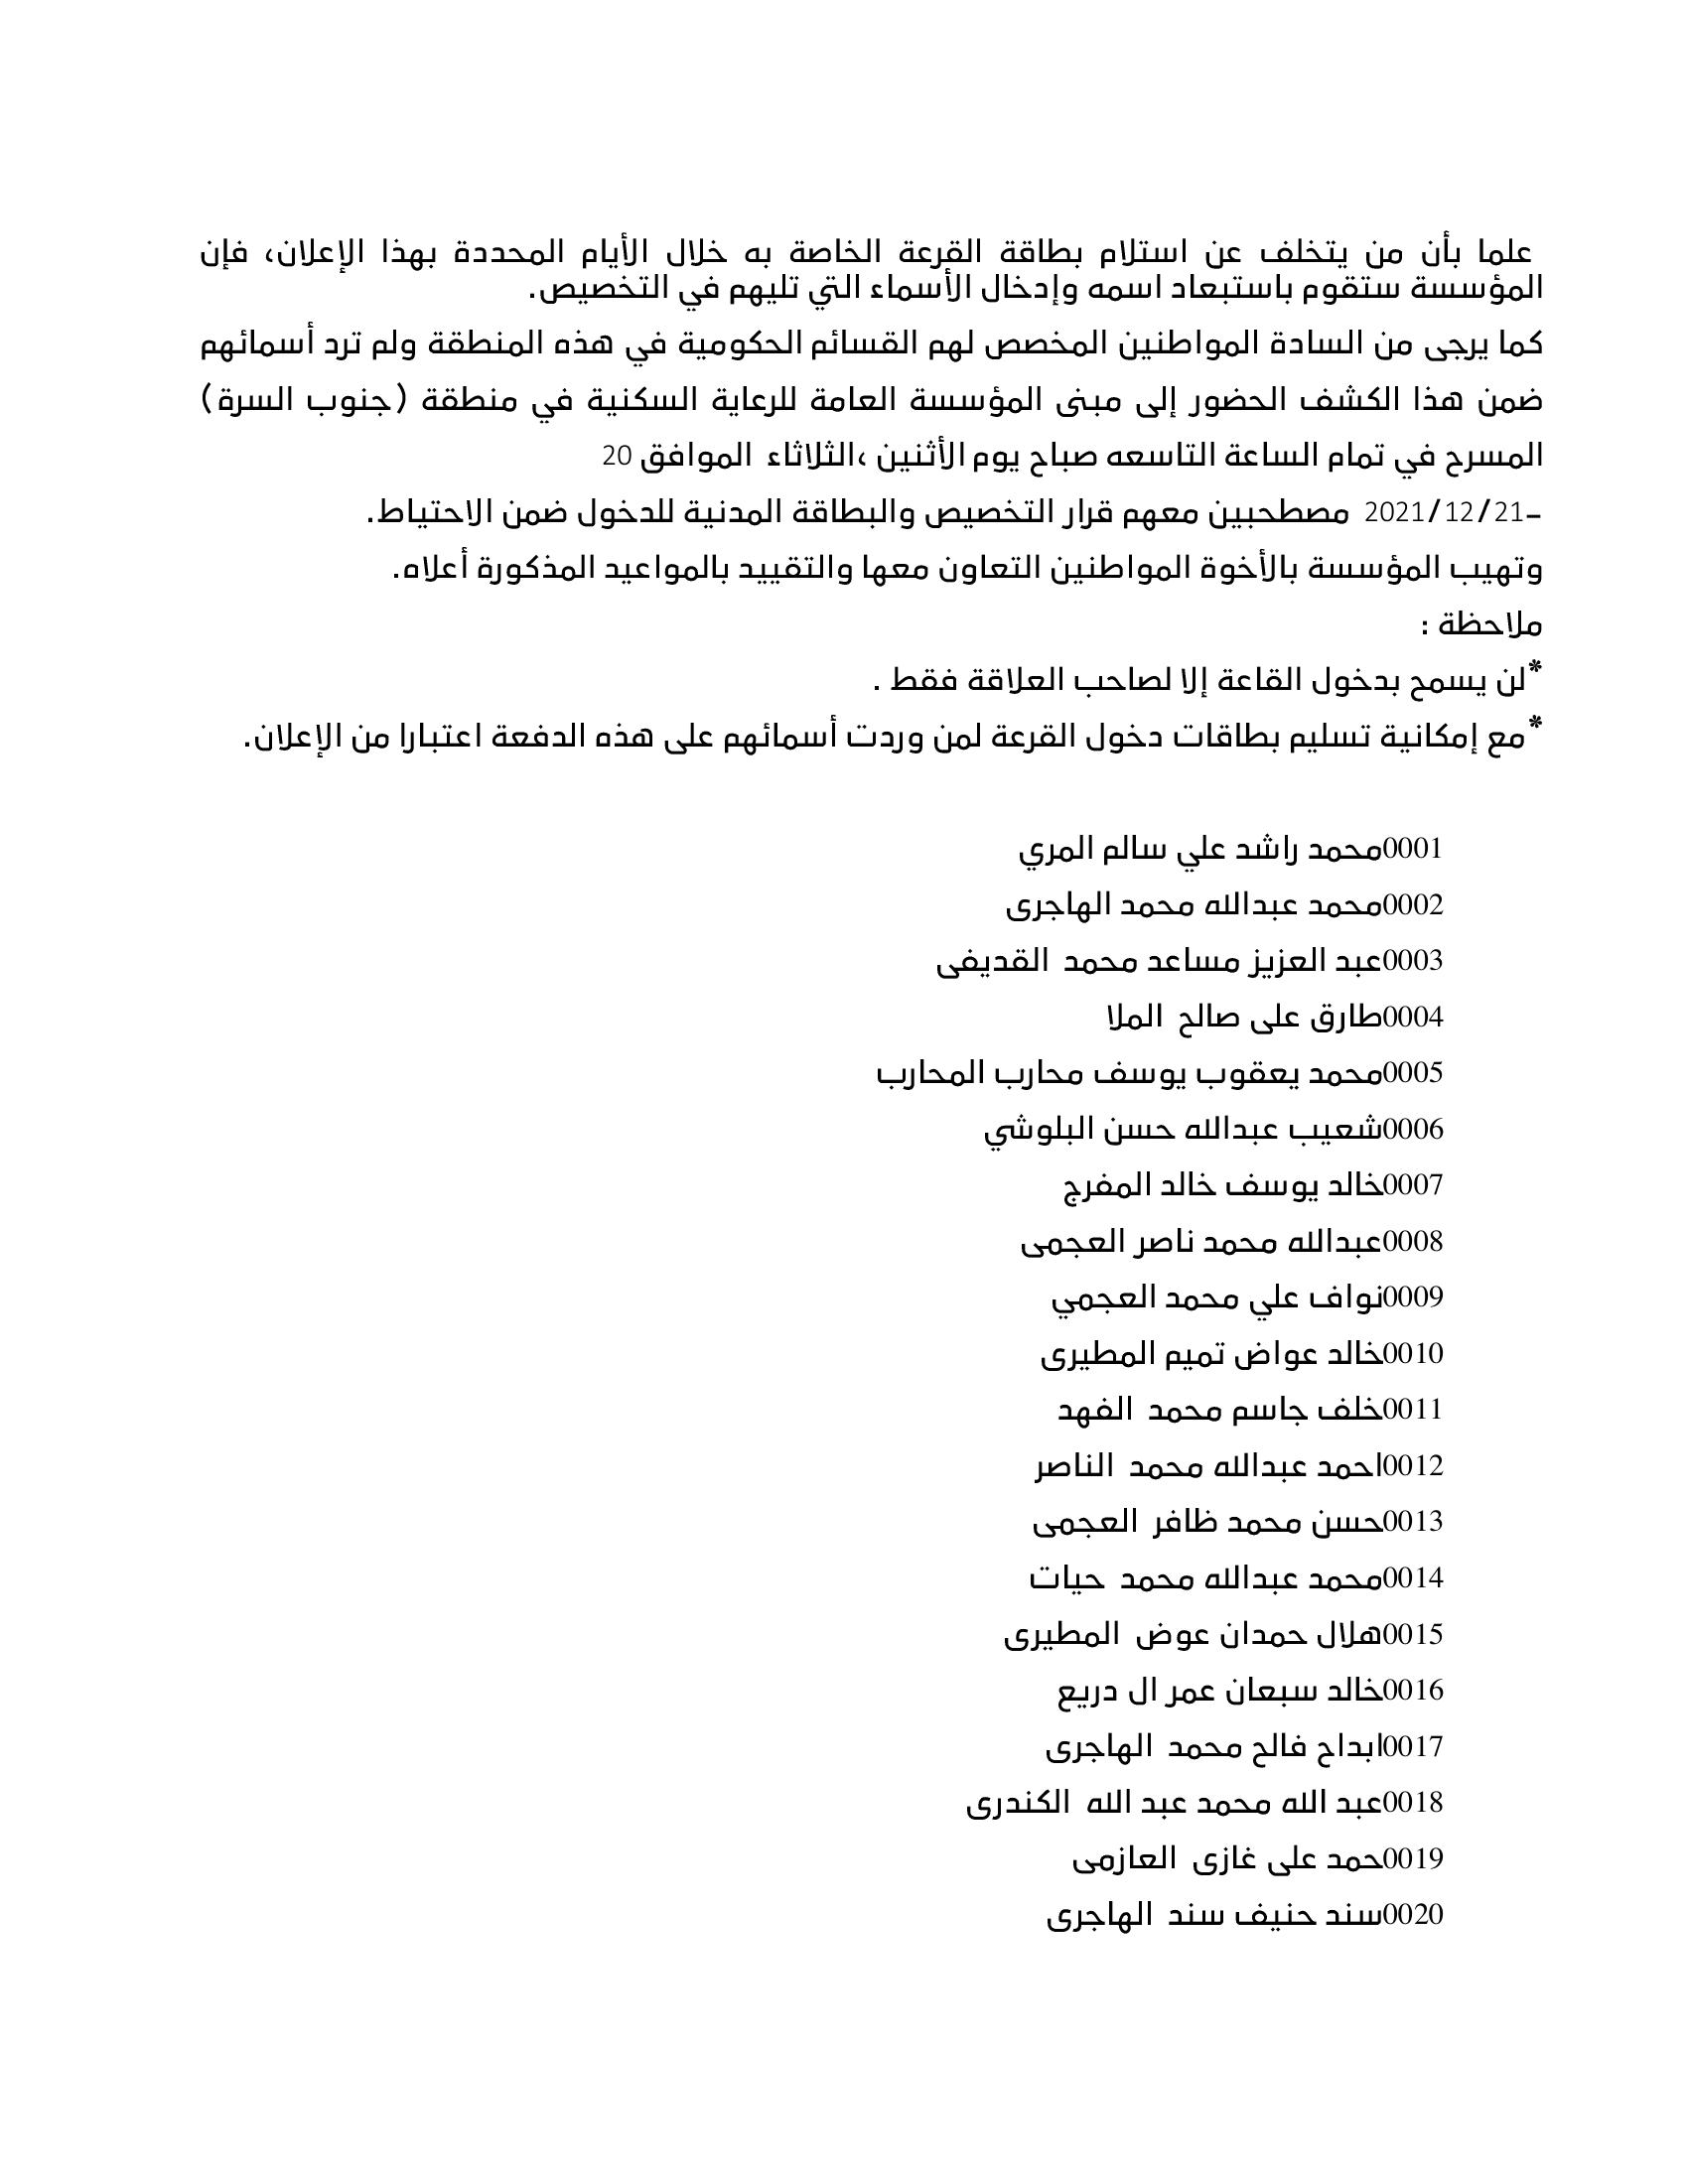 علما بأن من يتخلف عن استلام بطاقة القرعة الخاصة به خلال الأيام المحددة بهذا الإعلان، فإن
المؤسسة ستقوم باستبعاد اسمه وإدخال الأسماء التي تليهم في التخصيص.
كما يرجى من السادة المواطنين المخصص لهم القسائم الحكومية في هذه المنطقة ولم ترد أسمائهم
ضمن هذا الكشف الحضور إلى مبنى المؤسسة العامة للرعاية السكنية في منطقة (جنوب السرة)
المسرح في تمام الساعة التاسعه صباح يوم الأثنين ،الثلاثاء الموافق 20
-2021/12/21 مصطحبين معهم قرار التخصيص والبطاقة المدنية للدخول ضمن الاحتياط.
وتهيب المؤسسة بالأخوة المواطنين التعاون معها والتقييد بالمواعيد المذكورة أعلاه.
ملاحظة :
*لن يسمح بدخول القاعة إلا لصاحب العلاقة فقط .
*مع إمكانية تسليم بطاقات دخول القرعة لمن وردت أسمائهم على هذه الدفعة اعتبارا من الإعلان.
0001محمد راشد علي سالم المري
0002محمد عبدالله محمد الهاجرى
0003عبد العزيز مساعد محمد القديفى
0004طارق على صالح الملا
0005محمد يعقوب يوسف محارب المحارب
0006شعيب عبدالله حسن البلوشي
0007خالد يوسف خالد المفرج
0008عبدالله محمد ناصر العجمى
0009نواف علي محمد العجمي
0010خالد عواض تميم المطيرى
0011خلف جاسم محمد الفهد
0012احمد عبدالله محمد الناصر
0013حسن محمد ظافر العجمى
0014محمد عبدالله محمد حيات
0015هلال حمدان عوض المطيرى
0016خالد سبعان عمر ال دريع
0017ابداح فالح محمد الهاجرى
0018عبد الله محمد عبد الله الكندرى
0019حمد على غازى العازمى
0020سند حنيف سند الهاجرى